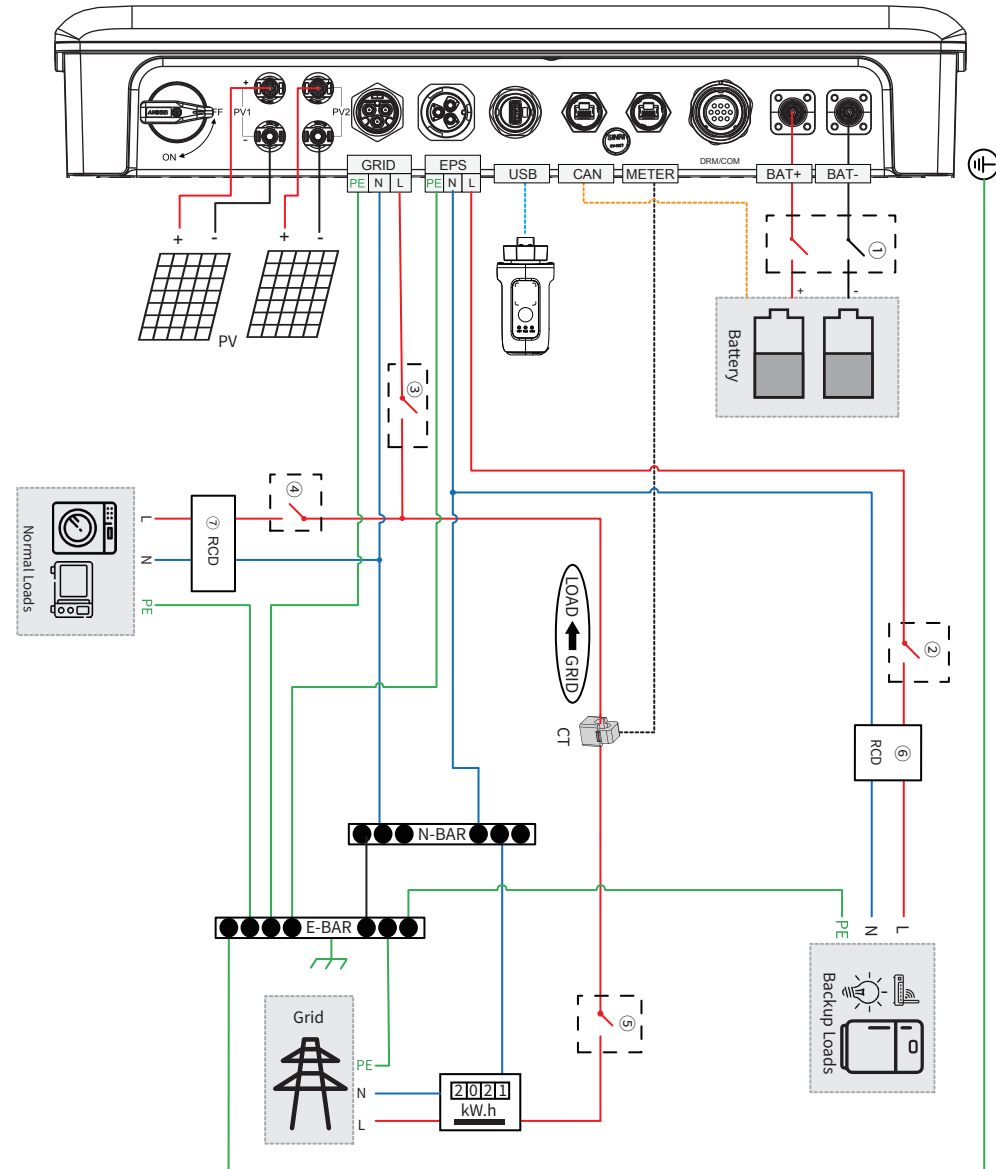 +
-
PV1
PV2
FF
ON
DRM/COM
GRID
EPS
PE N L
PE N L
USB
CAN
METER
BAT+
BAT-
+ -
+ -
PV
①
+ -
Battery
③
④
⑦ RCD
L
N
PE
Normal Loads
LOAD
GRID
CT
②
⑥
RCD
N-BAR
E-BAR
PE
N
L
Backup Loads
⑤
Grid
PE
N
L
2021
kW.h